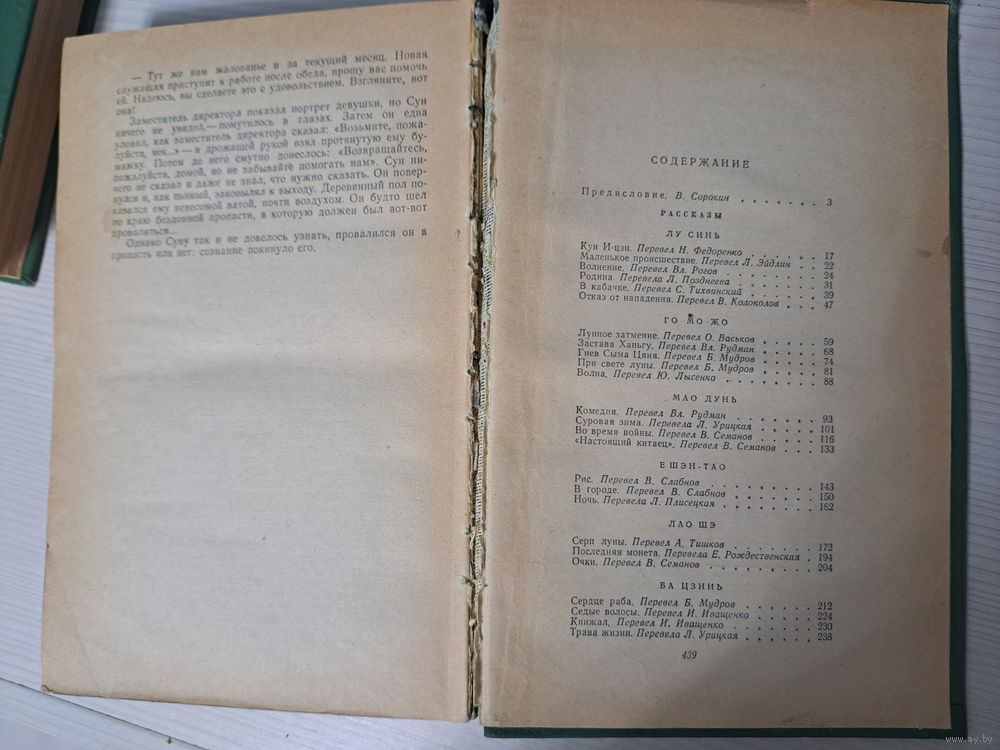 — Тут же вам жалованье и за текущий месяц. Новая
служащая приступит к работе после обеда, прошу вас помочь
ей. Надеюсь, вы сделаете это с удовольствием. Взгляните, вот
она!
Заместитель директора показал портрет девушки, но Сун
ничего не увидел,— помутилось в глазах. Затем он едва
уловил, как заместитель директора сказал: «Возьмите, пожа-
луйста, чек...» — и дрожащей рукой взял протянутую ему бу-
мажку. Потом до него смутно донеслось: «Возвращайтесь,
пожалуйста, домой, но не забывайте помогать нам». Сун ни-
чего не сказал и даже не знал, что нужно сказать. Он повер-
нулся и, как пьяный, заковылял к выходу. Деревянный пол по-
казался ему невесомой ватой, почти воздухом. Он будто шел
по краю бездонной пропасти, в которую должен был вот-вот
провалиться...
Однако Суну так и не довелось узнать, провалился он в
пропасть или нет: сознание покинуло его.
СОДЕРЖАНИЕ
Предисловие. В. Сорокин . . . . . . . 3
РАССКАЗЫ
ЛУ СИНЬ
Кун И-цзи. Перевел Н. Федоренко . . . . . . 17
Маленькое происшествие. Перевел Л. Эйдлин . . . 22
Волнение. Перевел Вл. Рогов . . . . . . . 24
Родина. Перевела Л. Позднеева . . . . . . 31
В кабачке. Перевел С. Тихвинский . . . . . 39
Отказ от нападения. Перевел В. Колоколов . . . 47
ГО МО-ЖО
Лунное затмение. Перевел О. Васьков . . . . 59
Застава Ханьгу. Перевел Вл. Рудман . . . . . 68
Гнев Сыма Цяня. Перевел Б. Мудров . . . . . 74
При свете луны. Перевел Б. Мудров . . . . . 81
Волна. Перевел Ю. Лысенко . . . . . . . 88
МАО ДУНЬ
Комедия. Перевел Вл. Рудман . . . . . . 93
Суровая зима. Перевела Л. Урицкая . . . . . 101
Во время войны. Перевел В. Семанов . . . . . 116
«Настоящий китаец». Перевел В. Семанов . . . 133
Е ШЭН-ТАО
Рис. Перевел В. Слабнов . . . . . . . 143
В городе. Перевел В. Слабнов . . . . . . 150
Ночь. Перевела Л. Плисецкая . . . . . . 162
ЛАО ШЭ
Серп луны. Перевел А. Тишков . . . . . . 172
Последняя монета. Перевела Е. Рождественская . 194
Очки. Перевел В. Семанов . . . . . . . 204
БА ЦЗИНЬ
Сердце раба. Перевел Б. Мудров . . . . . 212
Седые волосы. Перевел И. Иващенко . . . . . 224
Кинжал. Перевел И. Иващенко . . . . . . 230
Трава жизни. Перевела Л. Урицкая . . . . . 238
439
www.ay.by